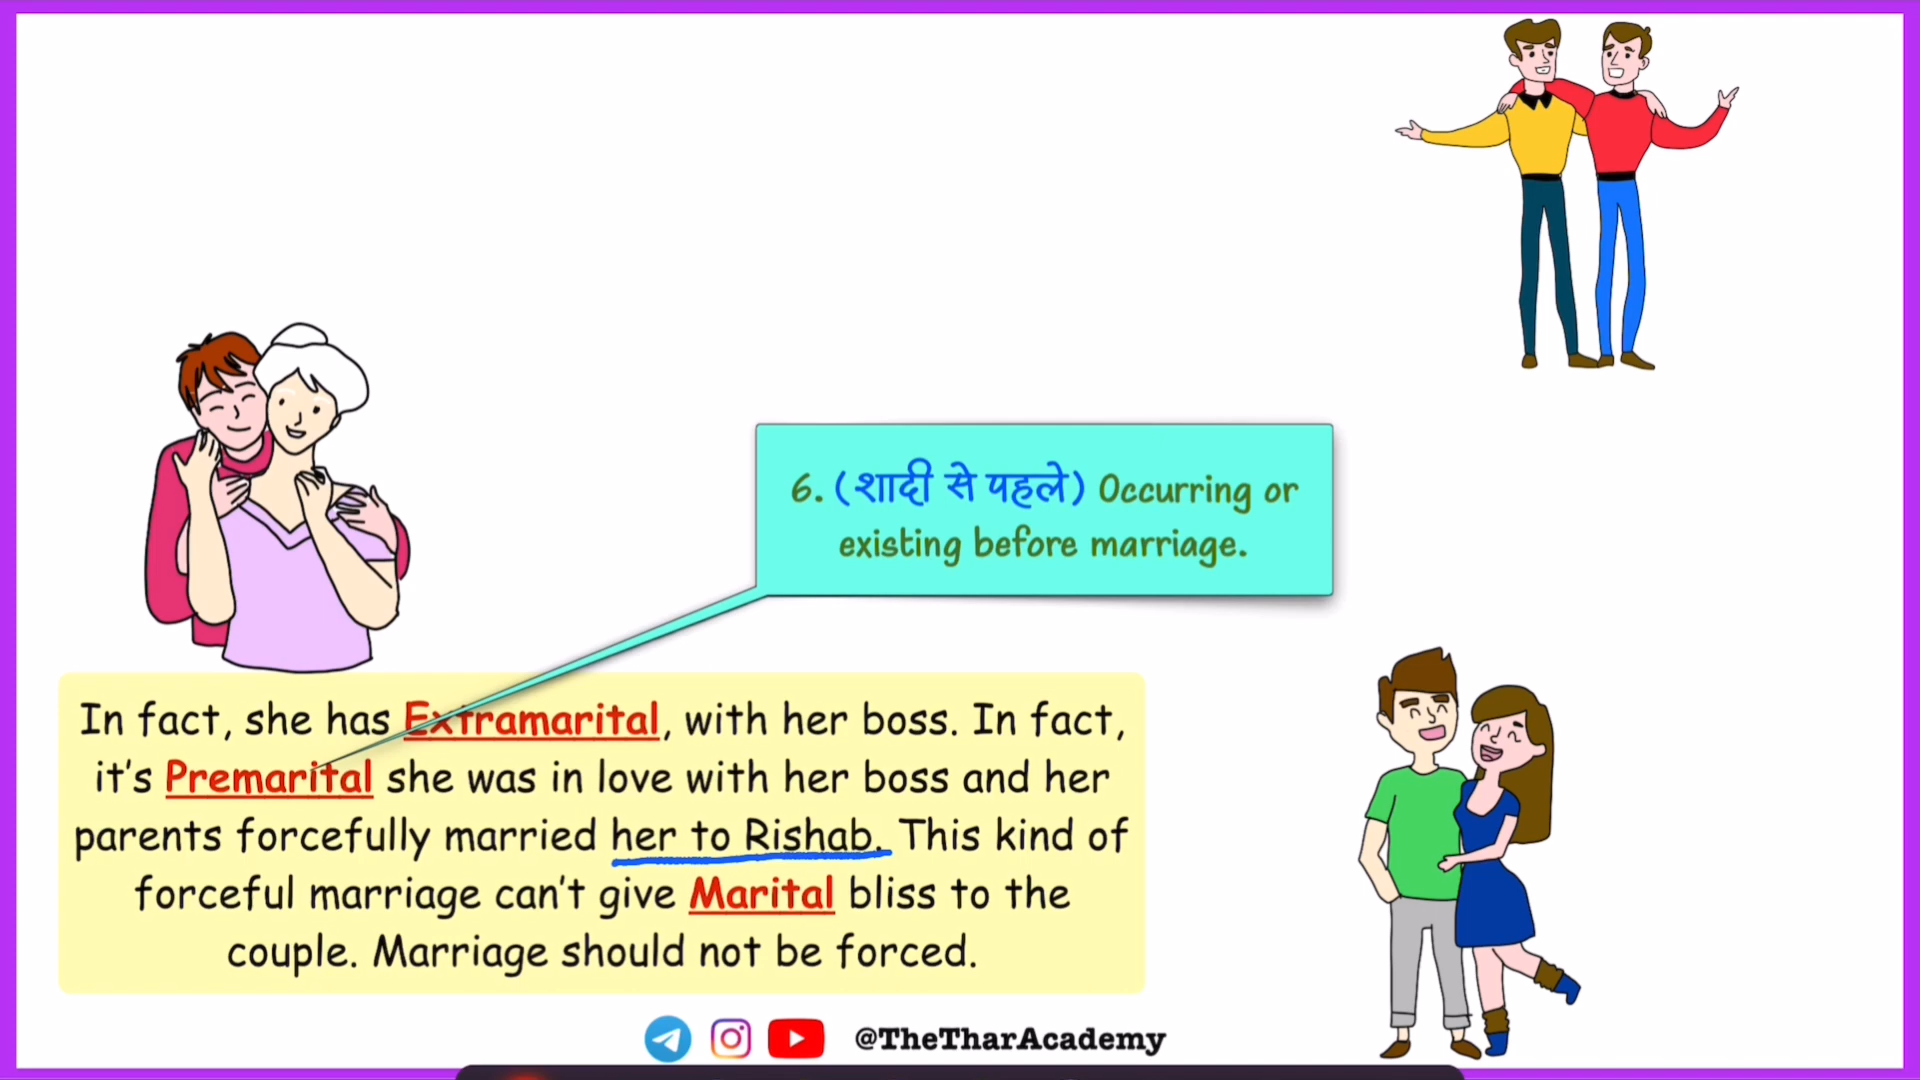 6. (शादी से पहले) Occurring or
existing before marriage.
In fact, she has Extramarital, with her boss. In fact,
it's Premarital she was in love with her boss and her
parents forcefully married her to Rishab. This kind of
forceful marriage can't give Marital bliss to the
couple. Marriage should not be forced.
@TheTharAcademy